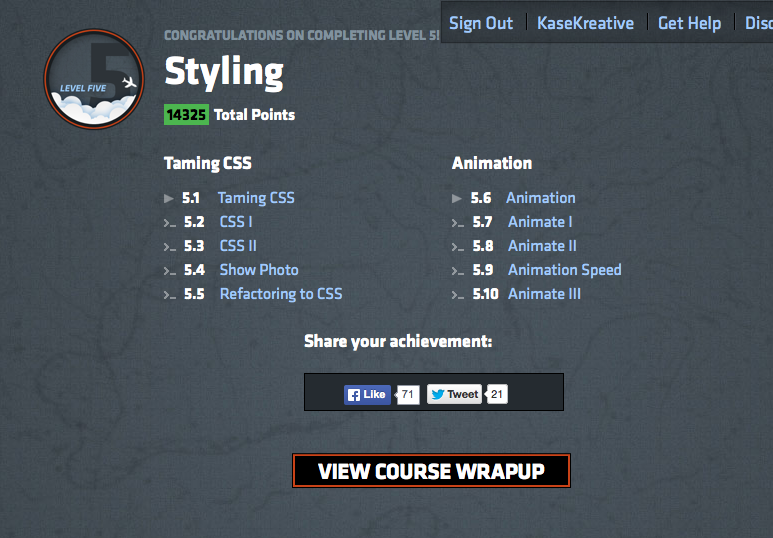 Sign Out KaseKreative Get Help
CONGRATULATIONS ON COMPLETING LEVEL 5!
5
LEVEL FIVE
Styling
14325 Total Points
Taming CSS
5.1 Taming CSS
5.2 CSS I
5.3 CSS II
5.4 Show Photo
5.5 Refactoring to CSS
Animation
5.6 Animation
5.7 Animate I
5.8 Animate II
5.9 Animation Speed
5.10 Animate III
Share your achievement:
Like 71 Tweet 21
VIEW COURSE WRAPUP